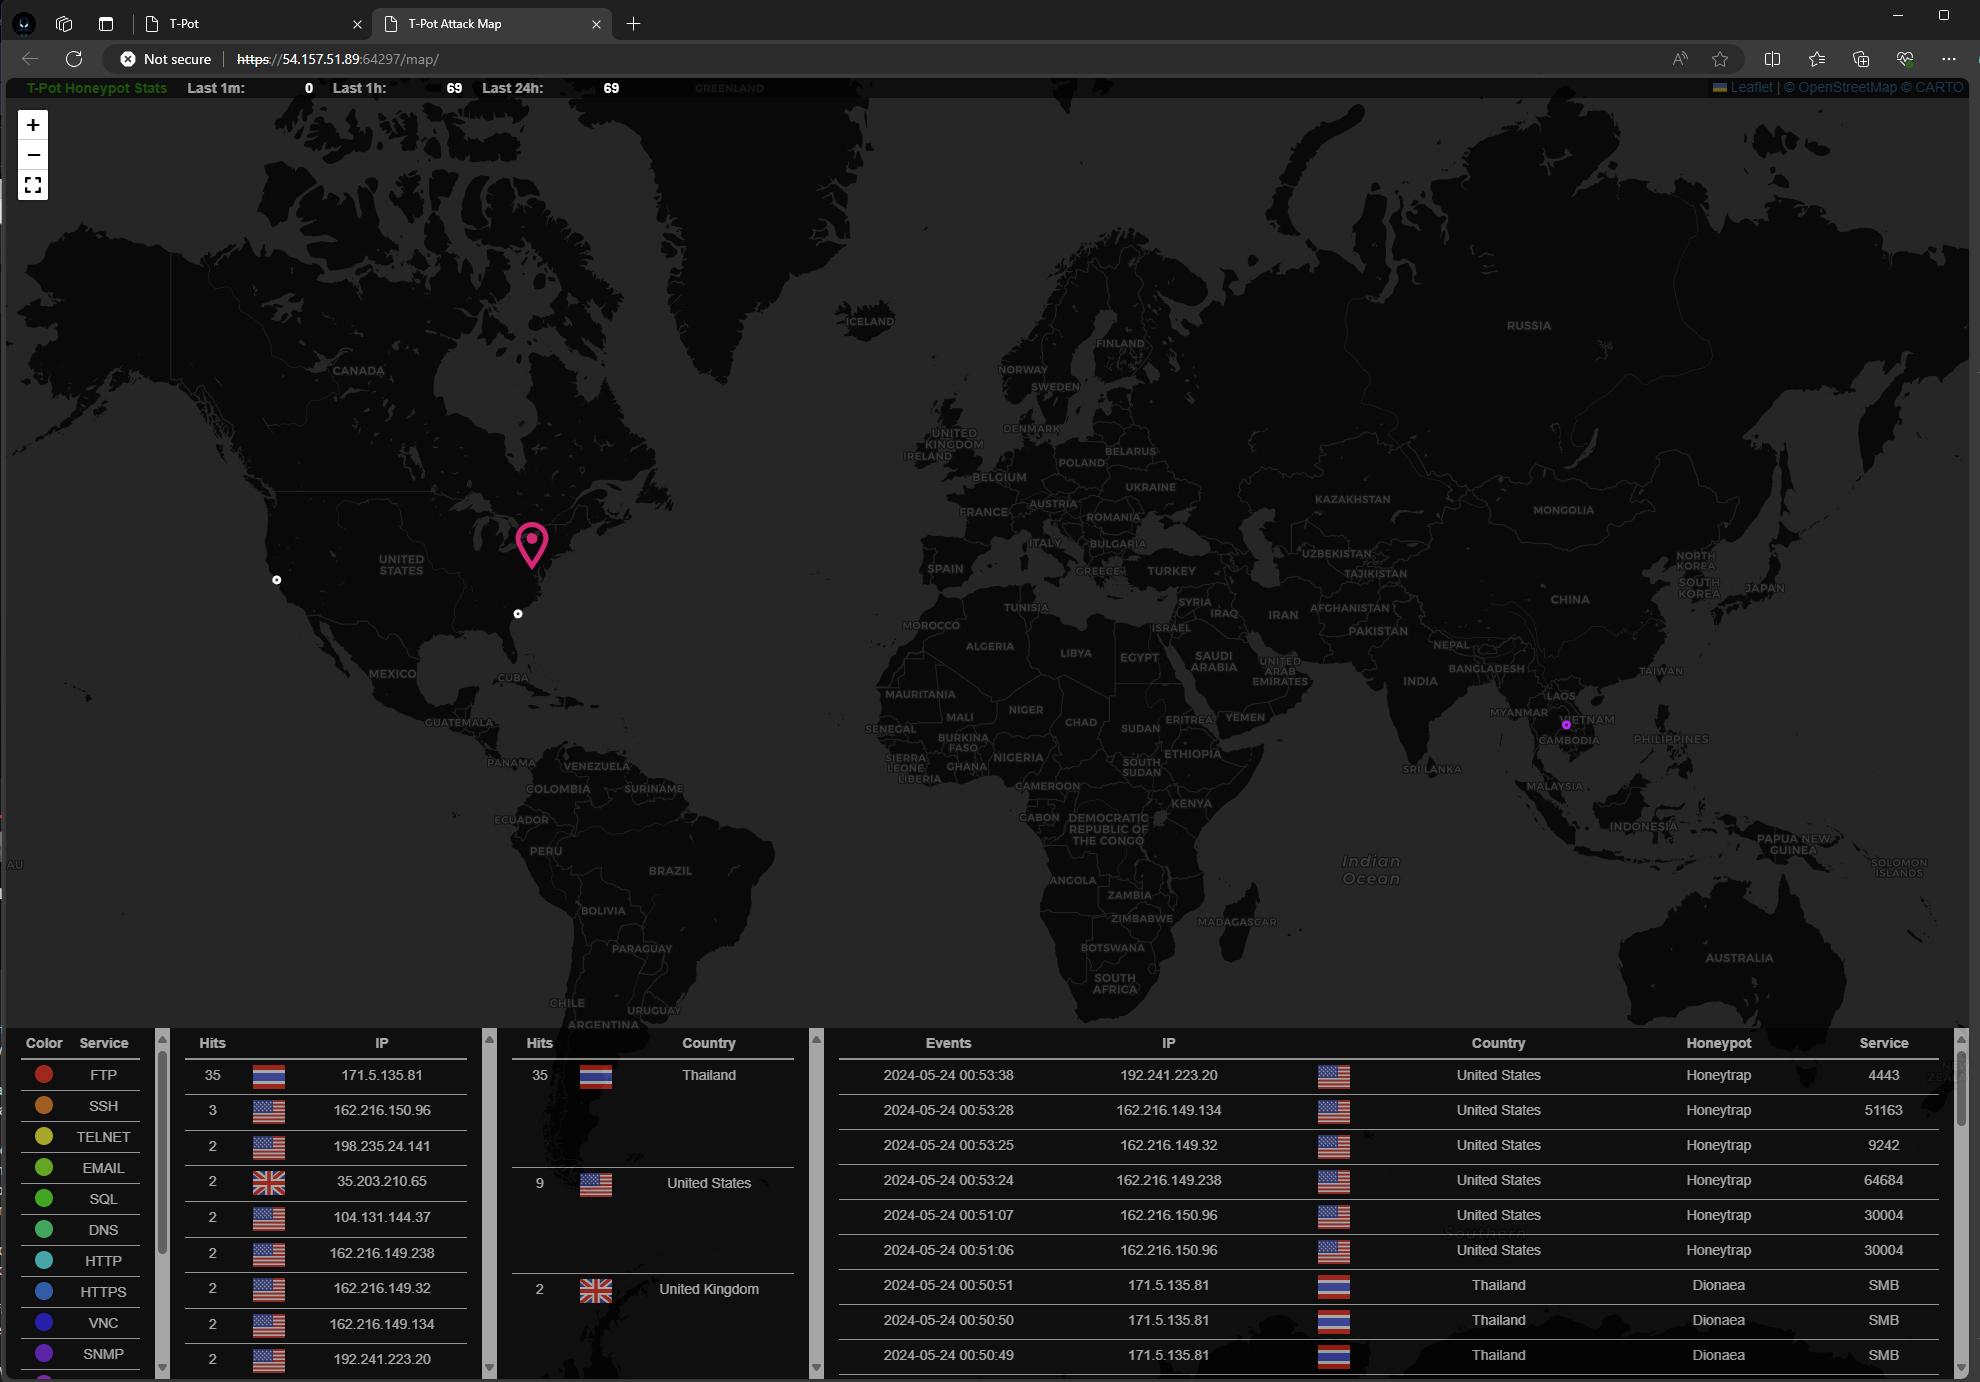 T-Pot
T-Pot Attack Map
Not secure
https://54.157.51.89:64297/map/
T-Pot Honeypot Stats Last 1m: 0 Last 1h: 69 Last 24h: 69
Leaflet | © OpenStreetMap © CARTO
+
−
GREENLAND
ICELAND
RUSSIA
FINLAND
NORWAY
SWEDEN
CANADA
DENMARK
UNITED
KINGDOM
IRELAND
BELARUS
POLAND
BELGIUM
UKRAINE
KAZAKHSTAN
AUSTRIA
FRANCE
ROMANIA
MONGOLIA
ITALY
BULGARIA
UZBEKISTAN
NORTH
KOREA
UNITED
STATES
SPAIN
GREECE
TURKEY
TAJIKISTAN
SOUTH
KOREA
JAPAN
CHINA
TUNISIA
SYRIA
IRAQ
IRAN
AFGHANISTAN
MOROCCO
ISRAEL
PAKISTAN
ALGERIA
LIBYA
EGYPT
SAUDI
ARABIA
UNITED
ARAB
EMIRATES
NEPAL
BANGLADESH
TAIWAN
MEXICO
CUBA
INDIA
MAURITANIA
LAOS
MYANMAR
VIETNAM
GUATEMALA
MALI
NIGER
CHAD
SUDAN
ERITREA
YEMEN
SENEGAL
BURKINA
FASO
CAMBODIA
PHILIPPINES
PANAMA
VENEZUELA
SIERRA
LEONE
GHANA
NIGERIA
SOUTH
SUDAN
ETHIOPIA
SRI LANKA
LIBERIA
COLOMBIA
SURINAME
CAMEROON
MALAYSIA
KENYA
ECUADOR
GABON
DEMOCRATIC
REPUBLIC OF
THE CONGO
INDONESIA
PAPUA NEW
GUINEA
PERU
AU
BRAZIL
Indian
Ocean
SOLOMON
ISLANDS
ANGOLA
ZAMBIA
BOLIVIA
ZIMBABWE
MADAGASCAR
PARAGUAY
BOTSWANA
AUSTRALIA
SOUTH
AFRICA
CHILE
URUGUAY
ARGENTINA
Color Service
FTP
SSH
TELNET
EMAIL
SQL
DNS
HTTP
HTTPS
VNC
SNMP
Hits IP
35 171.5.135.81
3 162.216.150.96
2 198.235.24.141
2 35.203.210.65
2 104.131.144.37
2 162.216.149.238
2 162.216.149.32
2 162.216.149.134
2 192.241.223.20
Hits Country
35 Thailand
9 United States
2 United Kingdom
Events IP Country Honeypot Service
2024-05-24 00:53:38 192.241.223.20 United States Honeytrap 4443
2024-05-24 00:53:28 162.216.149.134 United States Honeytrap 51163
2024-05-24 00:53:25 162.216.149.32 United States Honeytrap 9242
2024-05-24 00:53:24 162.216.149.238 United States Honeytrap 64684
2024-05-24 00:51:07 162.216.150.96 United States Honeytrap 30004
Southern
2024-05-24 00:51:06 162.216.150.96 United States Honeytrap 30004
2024-05-24 00:50:51 171.5.135.81 Thailand Dionaea SMB
2024-05-24 00:50:50 171.5.135.81 Thailand Dionaea SMB
2024-05-24 00:50:49 171.5.135.81 Thailand Dionaea SMB